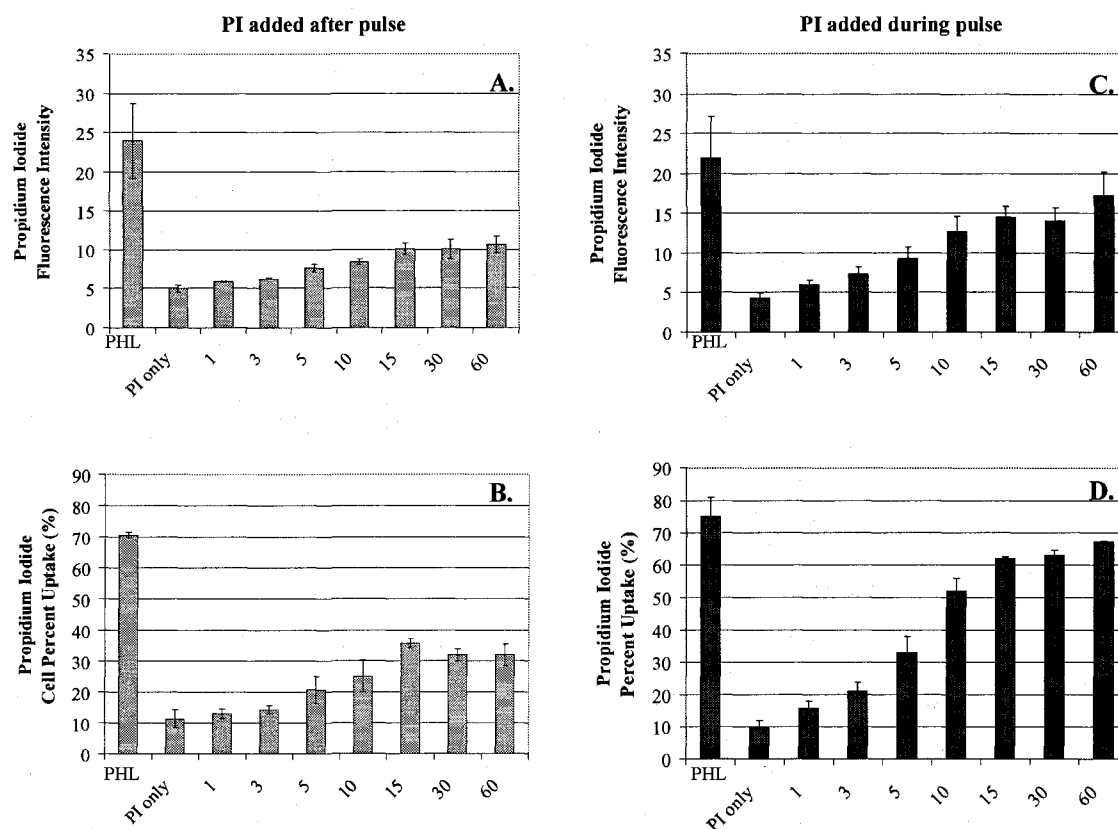 PI added after pulse
PI added during pulse
A.
Propidium Iodide
Fluorescence Intensity
35
30
25
20
15
10
5
0
PHL
PI only
1
3
5
10
15
30
60
C.
Propidium Iodide
Fluorescence Intensity
35
30
25
20
15
10
5
0
PHL
PI only
1
3
5
10
15
30
60
B.
Propidium Iodide
Cell Percent Uptake (%)
90
80
70
60
50
40
30
20
10
0
PHL
PI only
1
3
5
10
15
30
60
D.
Propidium Iodide
Percent Uptake (%)
90
80
70
60
50
40
30
20
10
0
PHL
PI only
1
3
5
10
15
30
60